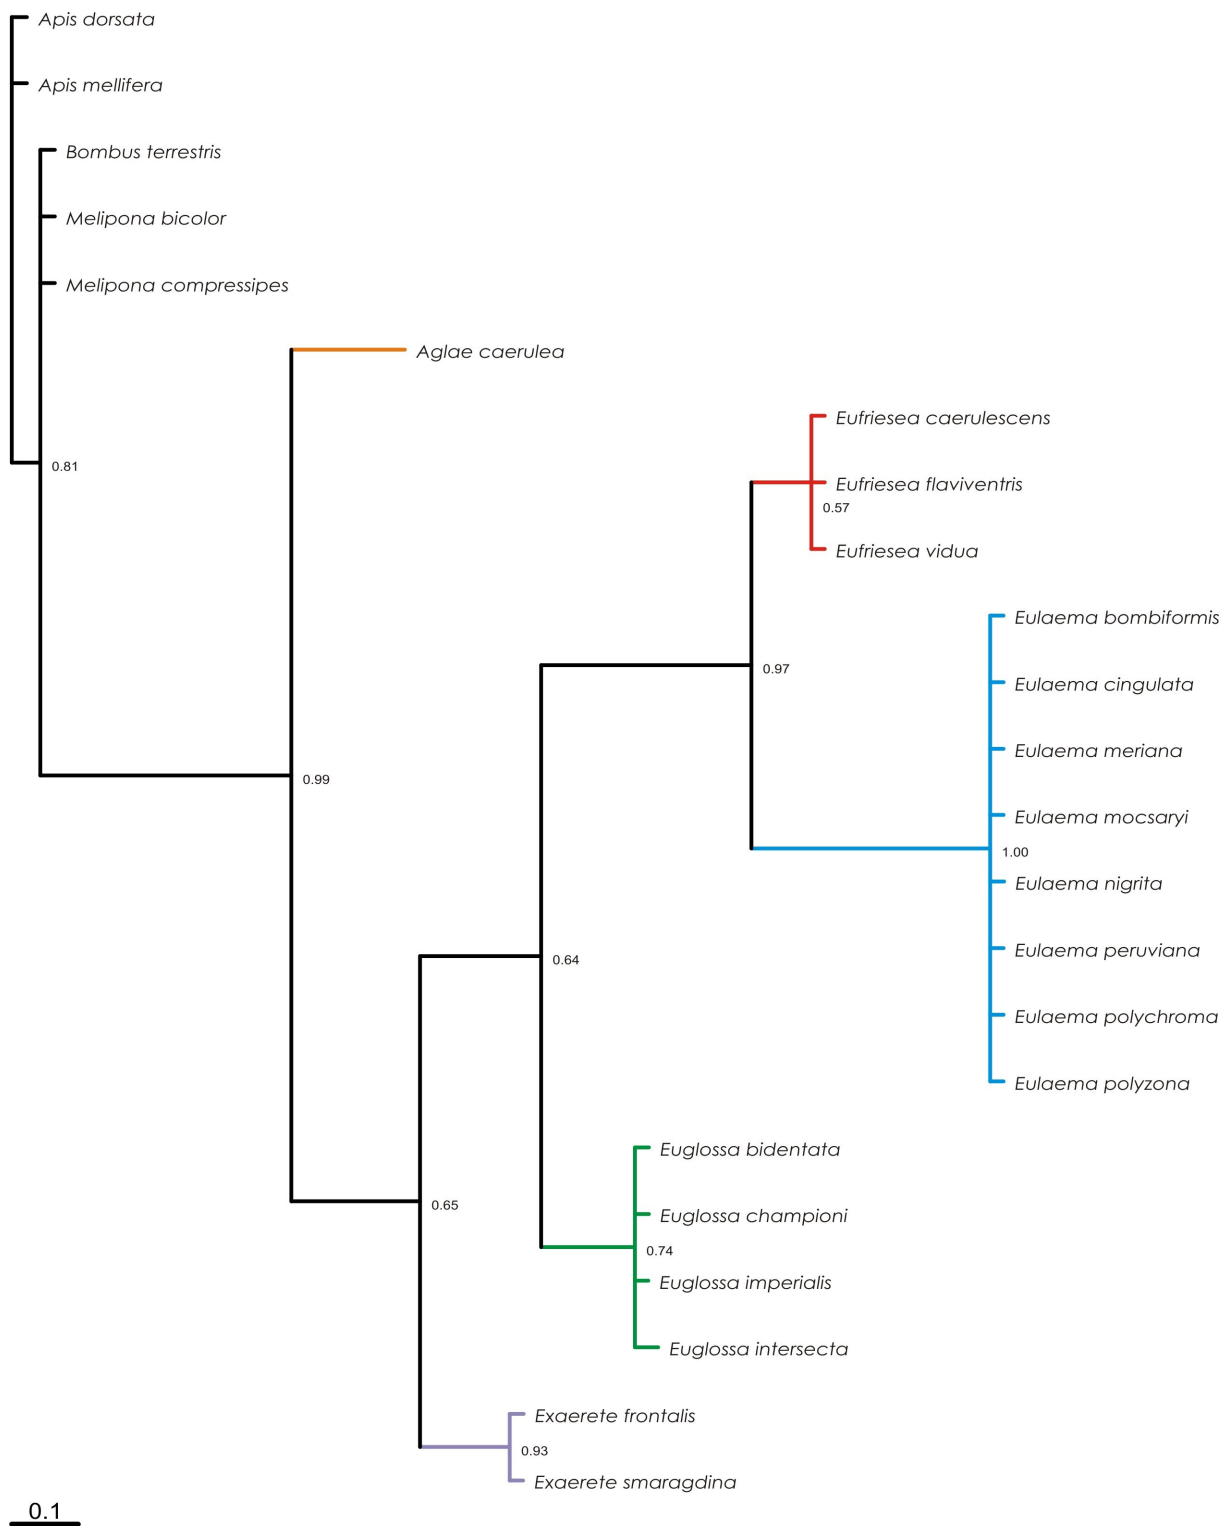 Apis dorsata
Apis mellifera
Bombus terrestris
Melipona bicolor
Melipona compressipes
Aglae caerulea
Eufriesea caerulescens
0.81
Eufriesea flaviventris
0.57
Eufriesea vidua
Eulaema bombiformis
0.97
Eulaema cingulata
Eulaema meriana
0.99
Eulaema mocsaryi
1.00
Eulaema nigrita
Eulaema peruviana
0.64
Eulaema polychroma
Eulaema polyzona
Euglossa bidentata
0.65
Euglossa championi
0.74
Euglossa imperialis
Euglossa intersecta
Exaerete frontalis
0.93
Exaerete smaragdina
0.1